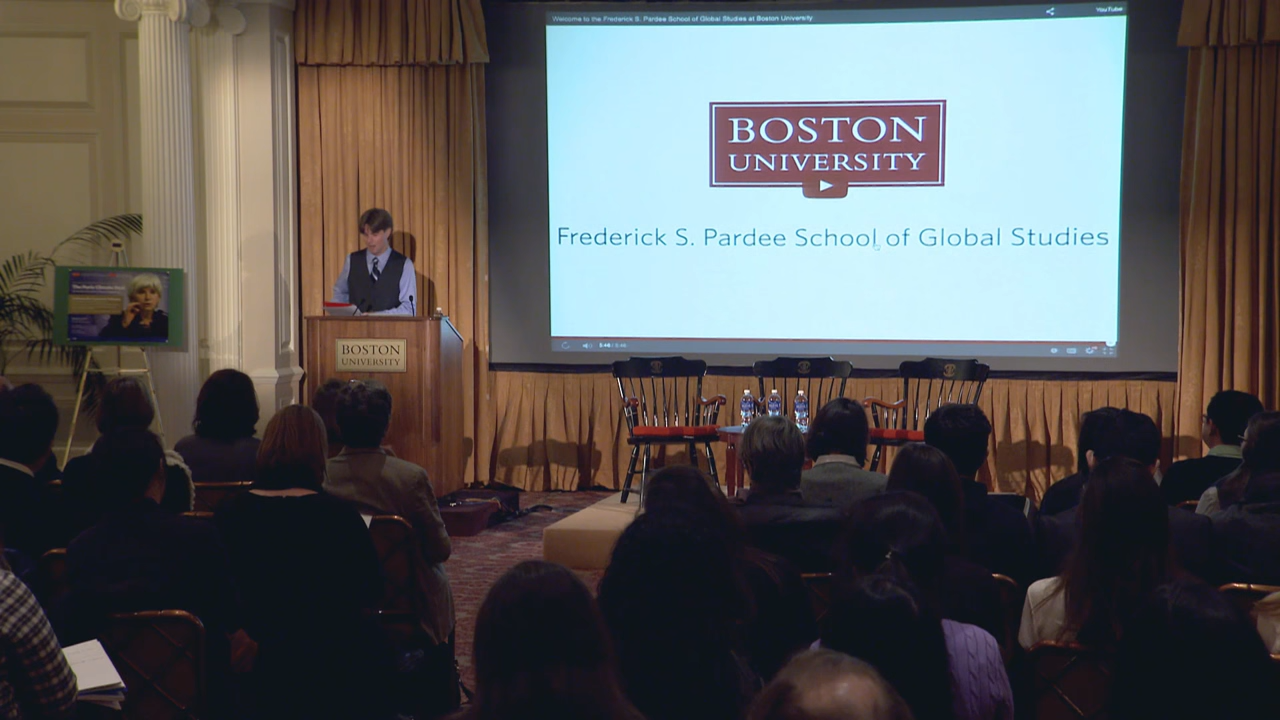 Welcome to the Frederick S. Pardee School of Global Studies at Boston University
YouTube
BOSTON
UNIVERSITY
Frederick S. Pardee School of Global Studies
BOSTON
UNIVERSITY